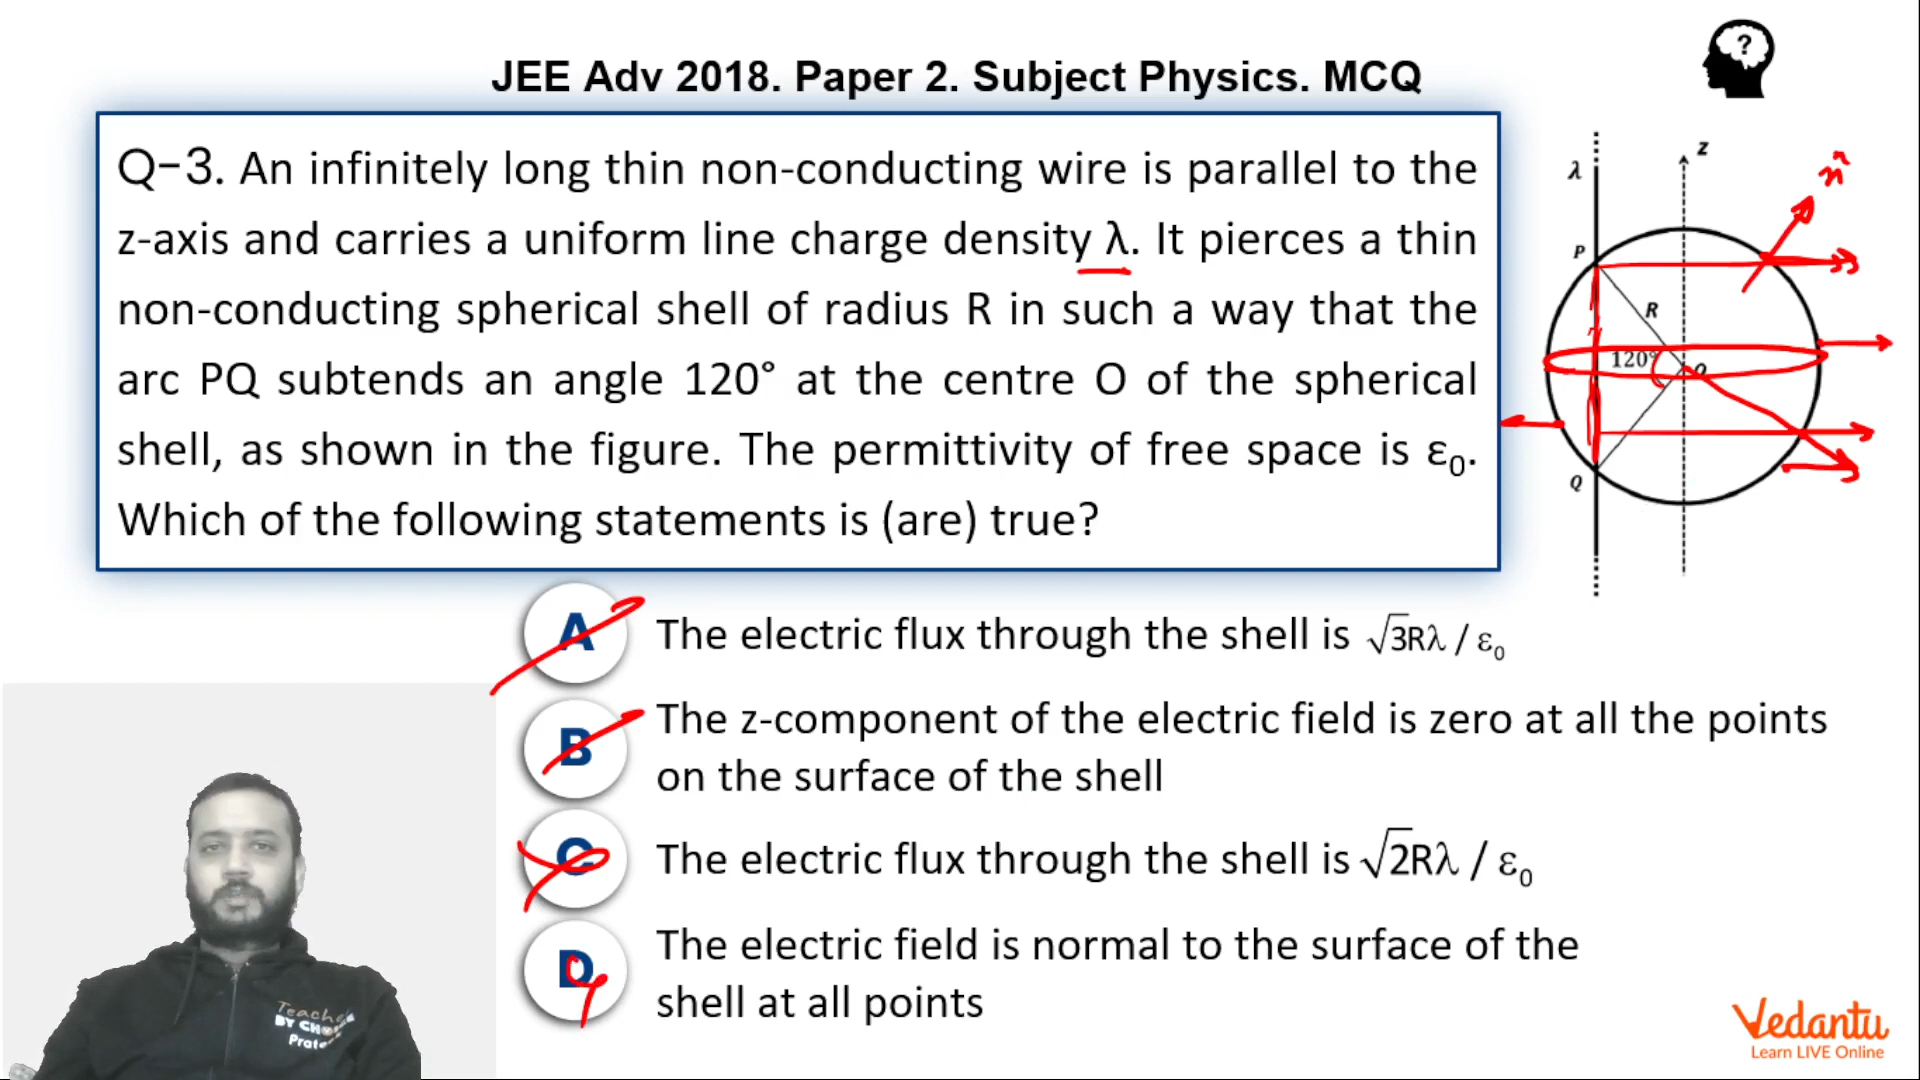 JEE Adv 2018. Paper 2. Subject Physics. MCQ
?
Q–3. An infinitely long thin non-conducting wire is parallel to the
z-axis and carries a uniform line charge density λ. It pierces a thin
non-conducting spherical shell of radius R in such a way that the
arc PQ subtends an angle 120° at the centre O of the spherical
shell, as shown in the figure. The permittivity of free space is ε₀.
Which of the following statements is (are) true?
λ
z
n̂
P
R
120°
O
Q
A The electric flux through the shell is √3Rλ / ε₀
B The z-component of the electric field is zero at all the points
on the surface of the shell
C The electric flux through the shell is √2Rλ / ε₀
D The electric field is normal to the surface of the
shell at all points
BY
Vedantu
Learn LIVE Online